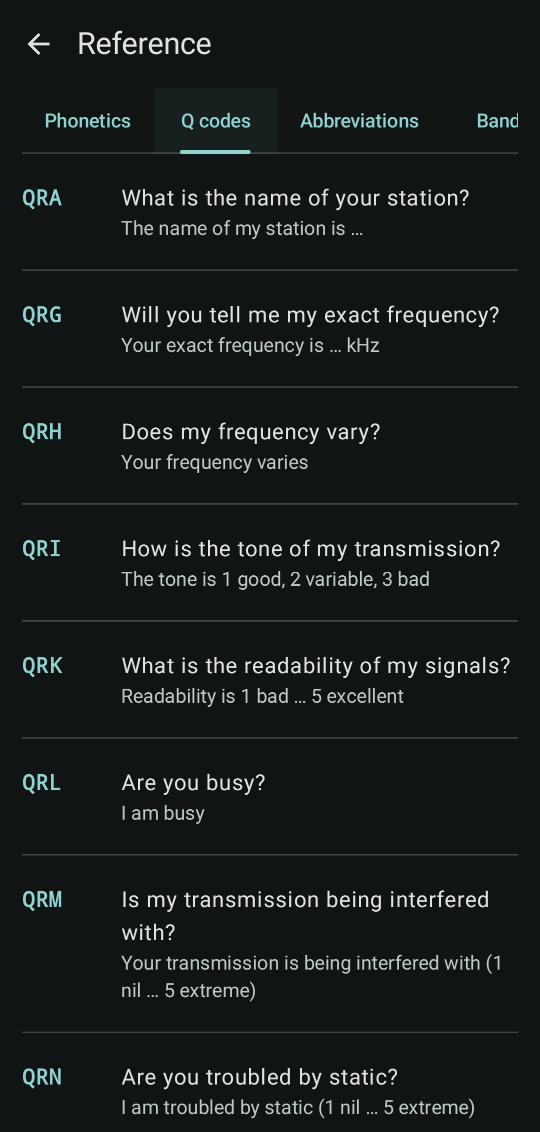 Reference
Phonetics
Q codes
Abbreviations
Band
QRA
What is the name of your station?
The name of my station is …
QRG
Will you tell me my exact frequency?
Your exact frequency is … kHz
QRH
Does my frequency vary?
Your frequency varies
QRI
How is the tone of my transmission?
The tone is 1 good, 2 variable, 3 bad
QRK
What is the readability of my signals?
Readability is 1 bad … 5 excellent
QRL
Are you busy?
I am busy
QRM
Is my transmission being interfered
with?
Your transmission is being interfered with (1
nil … 5 extreme)
QRN
Are you troubled by static?
I am troubled by static (1 nil … 5 extreme)